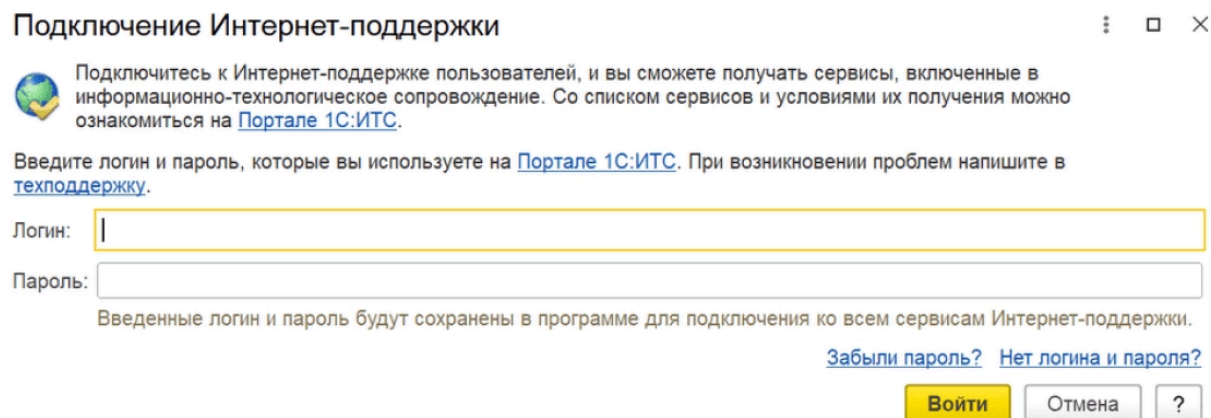 Подключение Интернет-поддержки
Подключитесь к Интернет-поддержке пользователей, и вы сможете получать сервисы, включенные в
информационно-технологическое сопровождение. Со списком сервисов и условиями их получения можно
ознакомиться на Портале 1С:ИТС.
Введите логин и пароль, которые вы используете на Портале 1С:ИТС. При возникновении проблем напишите в
техподдержку.
Логин:
Пароль:
Введенные логин и пароль будут сохранены в программе для подключения ко всем сервисам Интернет-поддержки.
Забыли пароль? Нет логина и пароля?
Войти Отмена ?